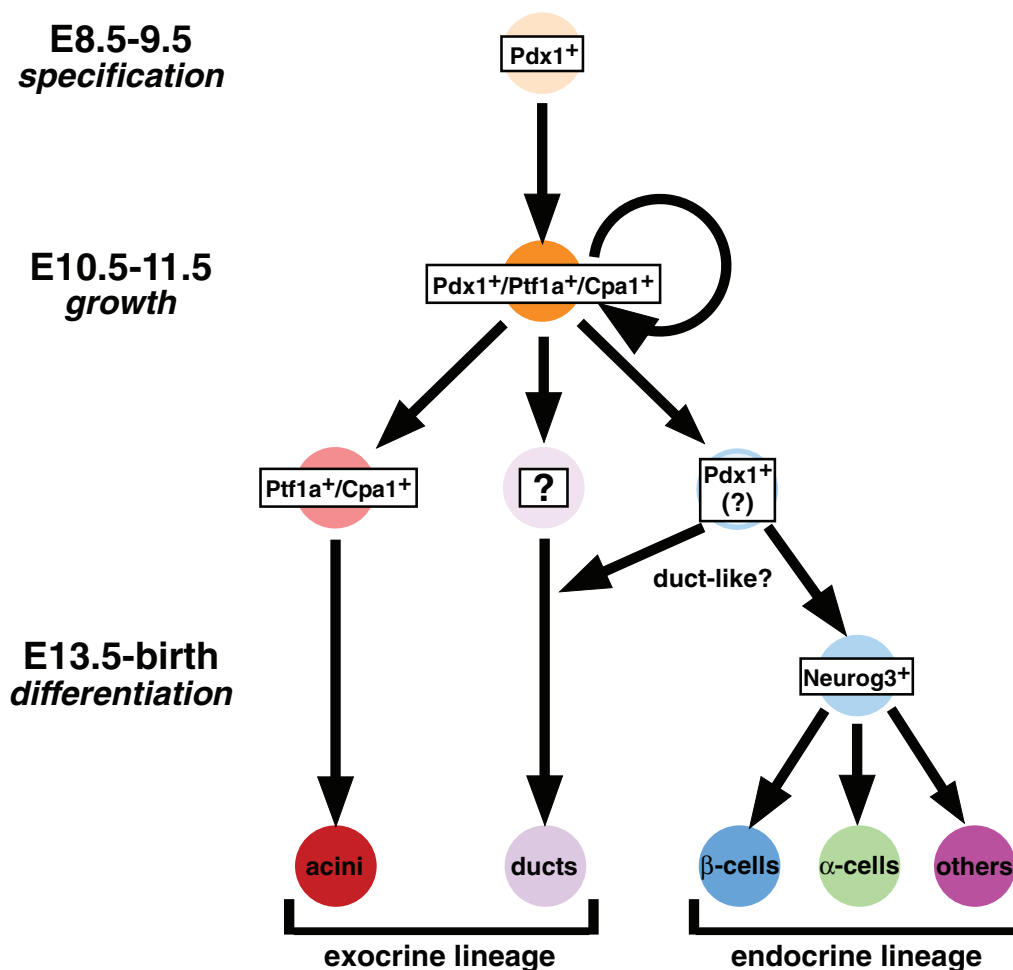 E8.5-9.5
specification
Pdx1⁺
E10.5-11.5
growth
Pdx1⁺/Ptf1a⁺/Cpa1⁺
Ptf1a⁺/Cpa1⁺
?
Pdx1⁺
(?)
duct-like?
E13.5-birth
differentiation
Neurog3⁺
acini
ducts
β-cells
α-cells
others
exocrine lineage
endocrine lineage